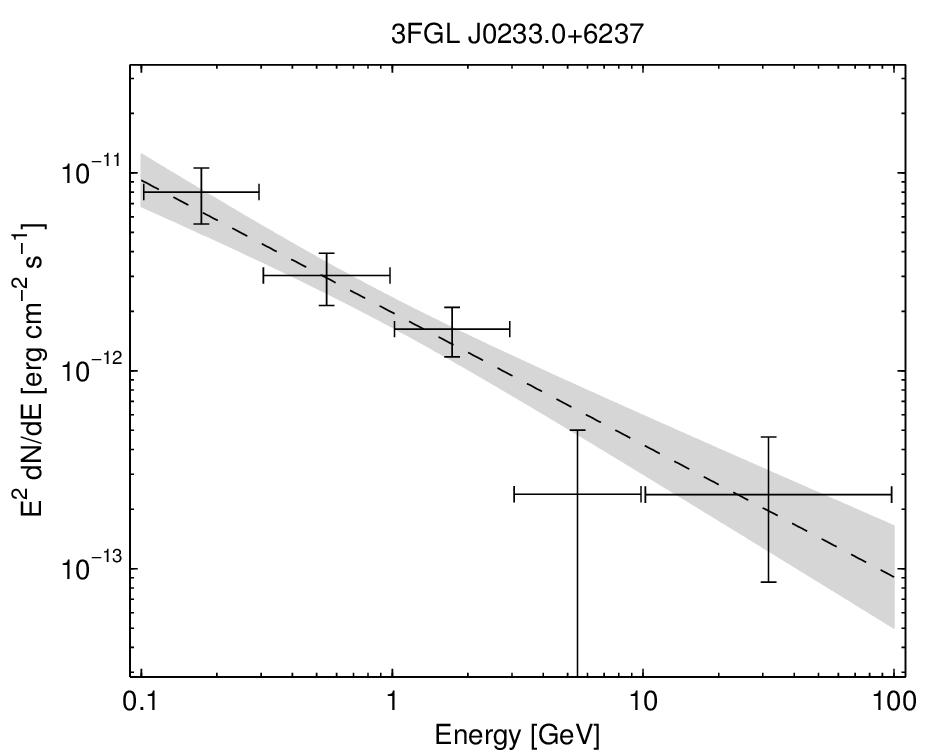 3FGL J0233.0+6237
10⁻¹¹
10⁻¹²
10⁻¹³
E² dN/dE [erg cm⁻² s⁻¹]
0.1 1 10 100
Energy [GeV]